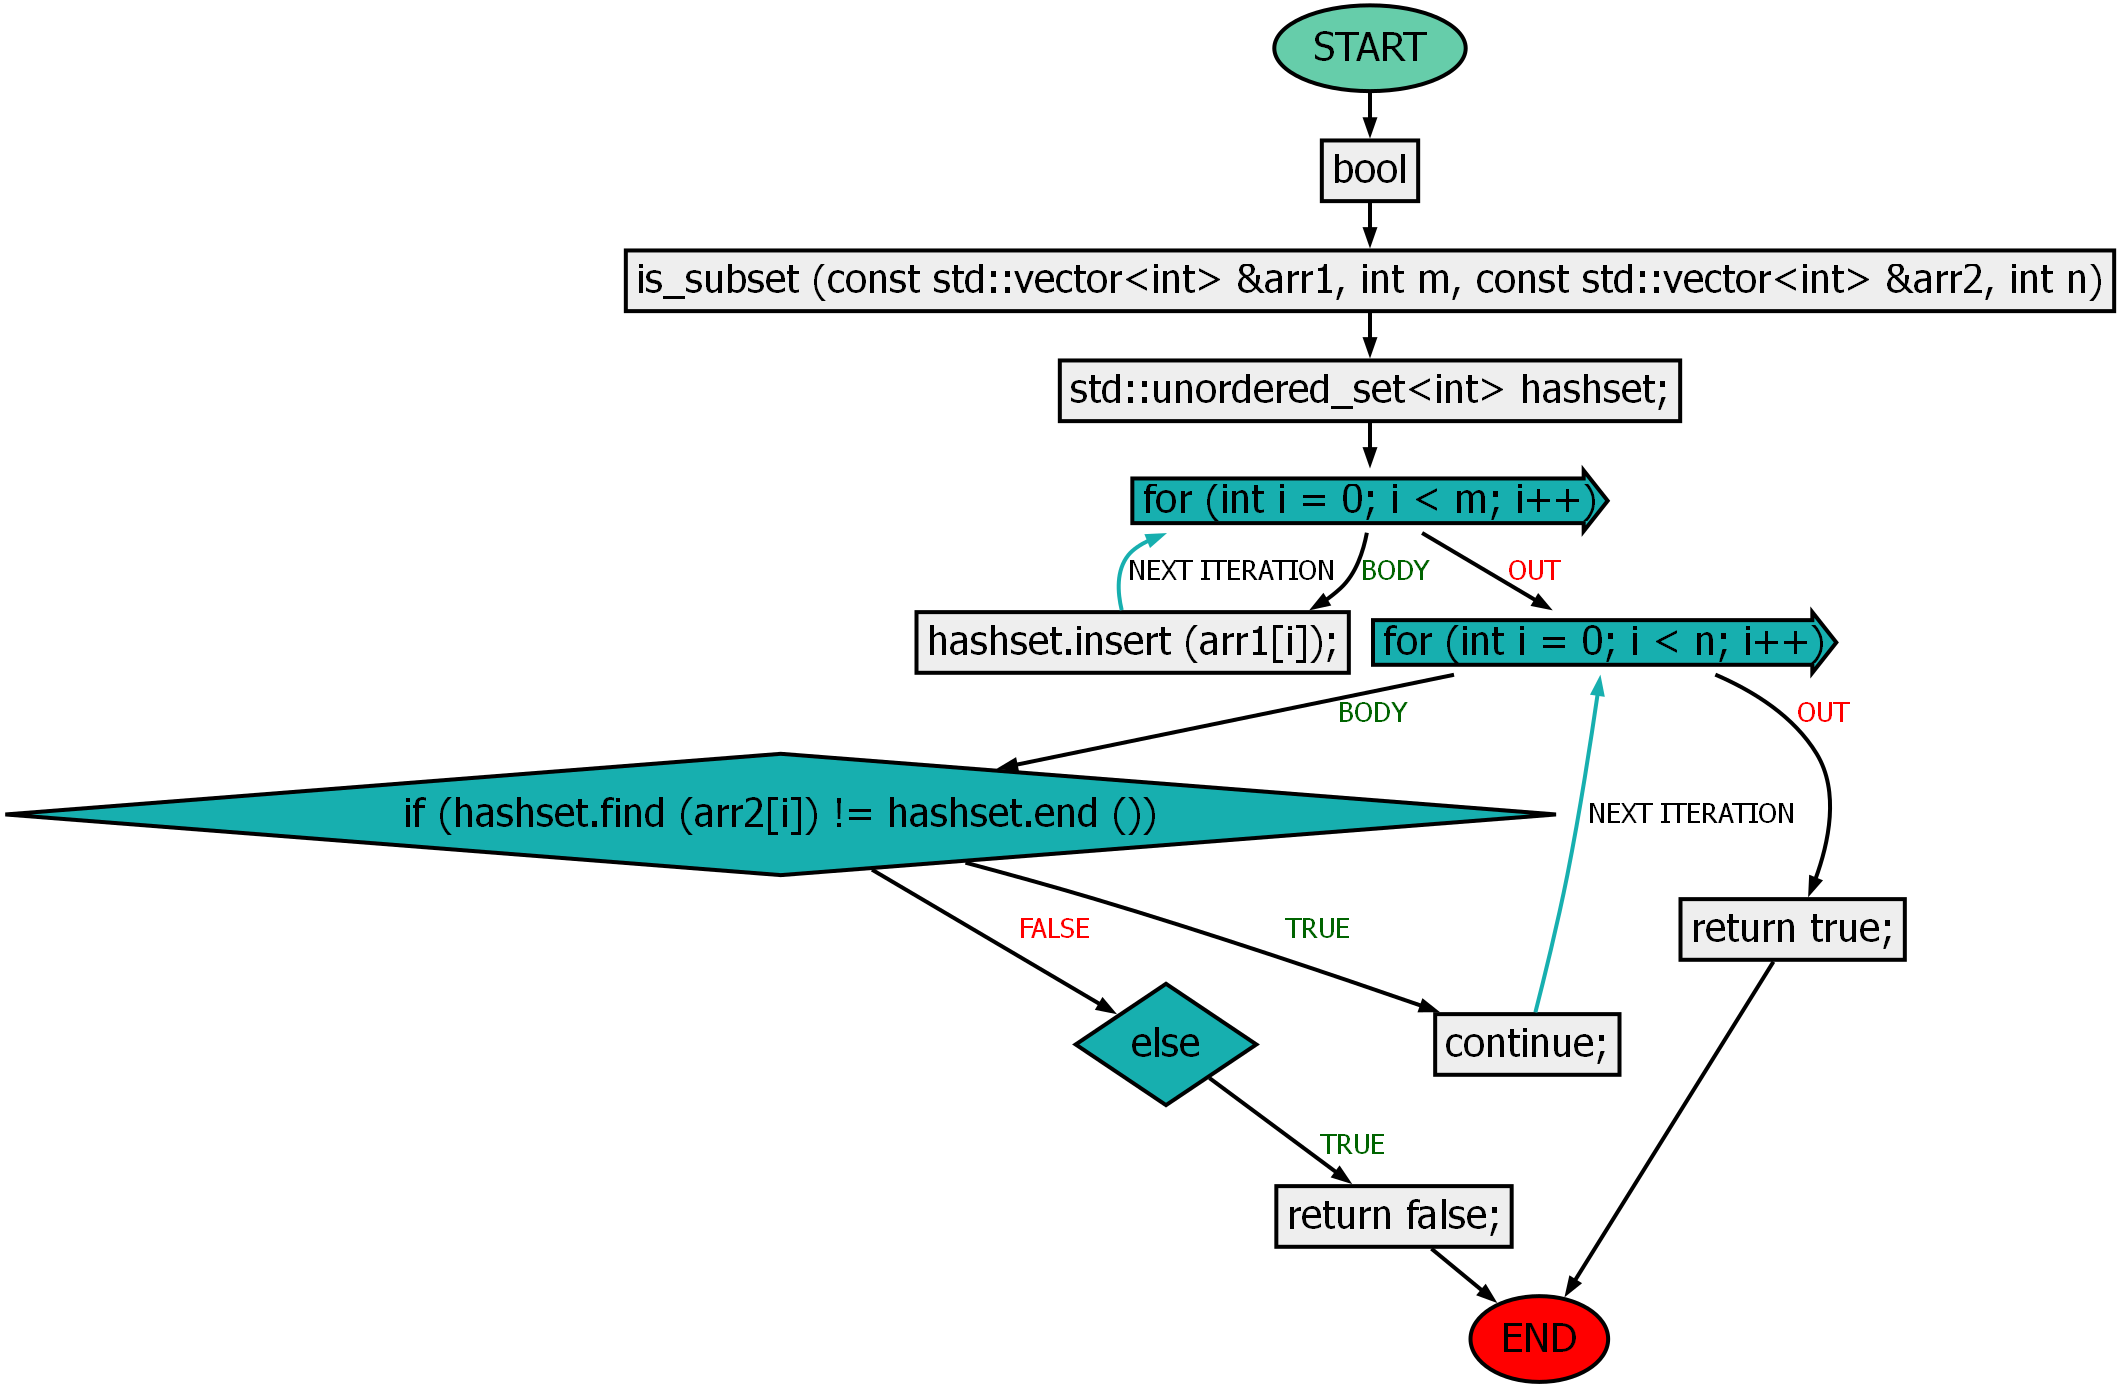 START
bool
is_subset (const std::vector<int> &arr1, int m, const std::vector<int> &arr2, int n)
std::unordered_set<int> hashset;
for (int i = 0; i < m; i++)
NEXT ITERATION
BODY
OUT
hashset.insert (arr1[i]);
for (int i = 0; i < n; i++)
BODY
OUT
if (hashset.find (arr2[i]) != hashset.end ())
NEXT ITERATION
FALSE
TRUE
return true;
else
continue;
TRUE
return false;
END